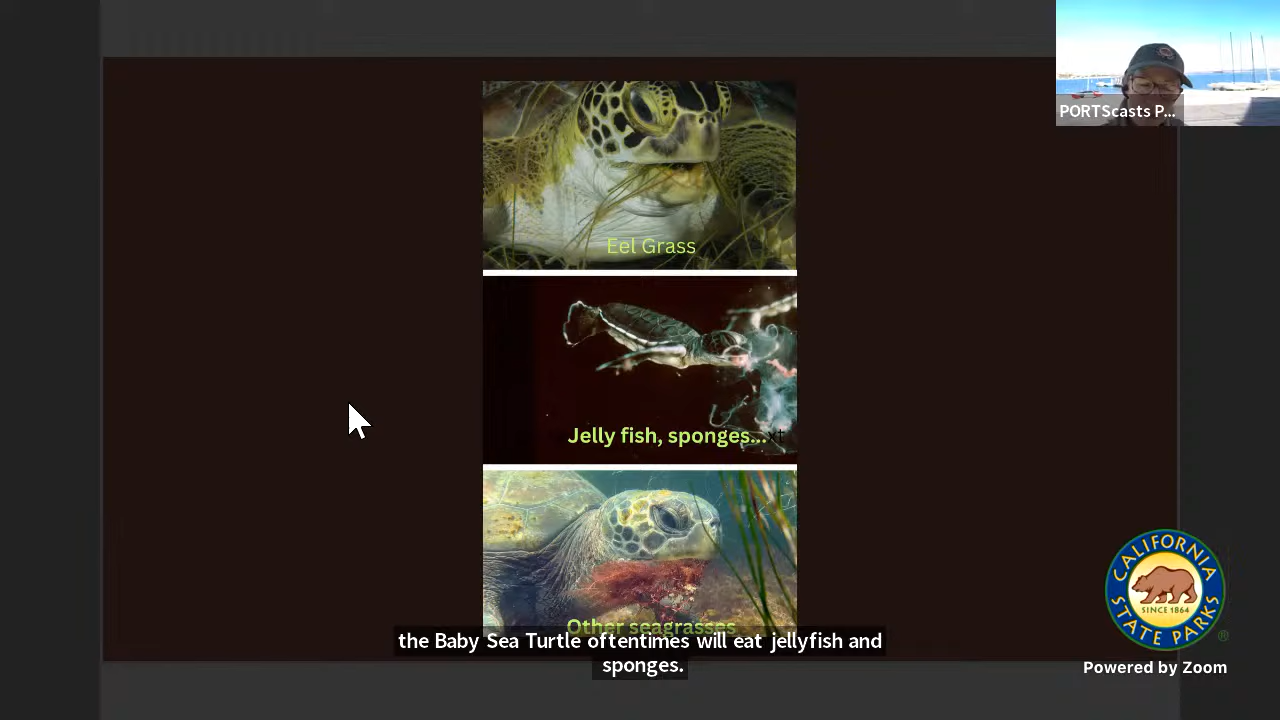 PORTScasts P...
Eel Grass
Jelly fish, sponges...xt
Other seagrasses
the Baby Sea Turtle oftentimes will eat jellyfish and
sponges.
CALIFORNIA
SINCE 1864
STATE PARKS
®
Powered by Zoom